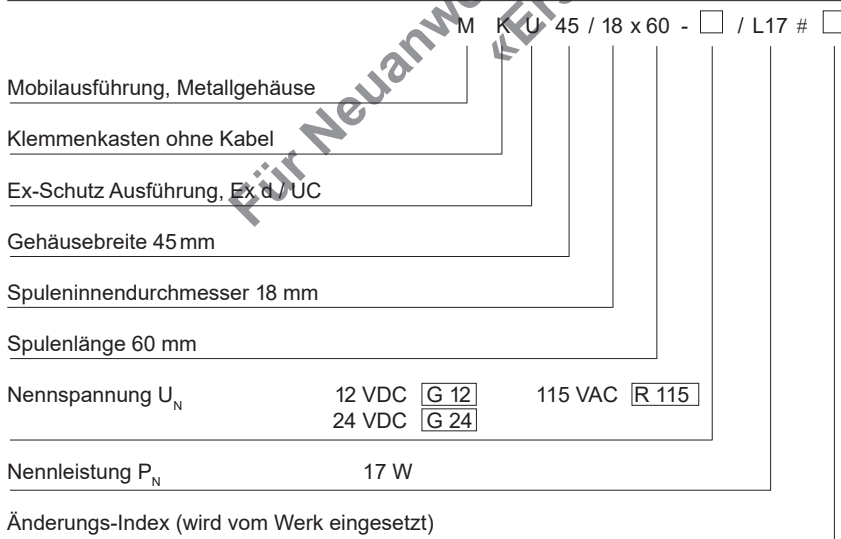 M K U 45 / 18 x 60 - □ / L17 # □
Mobilausführung, Metallgehäuse
Klemmenkasten ohne Kabel
Ex-Schutz Ausführung, Ex d / UC
Gehäusebreite 45 mm
Spuleninnendurchmesser 18 mm
Spulenlänge 60 mm
Nennspannung UN 12 VDC G 12 115 VAC R 115
24 VDC G 24
Nennleistung PN 17 W
Änderungs-Index (wird vom Werk eingesetzt)
Für